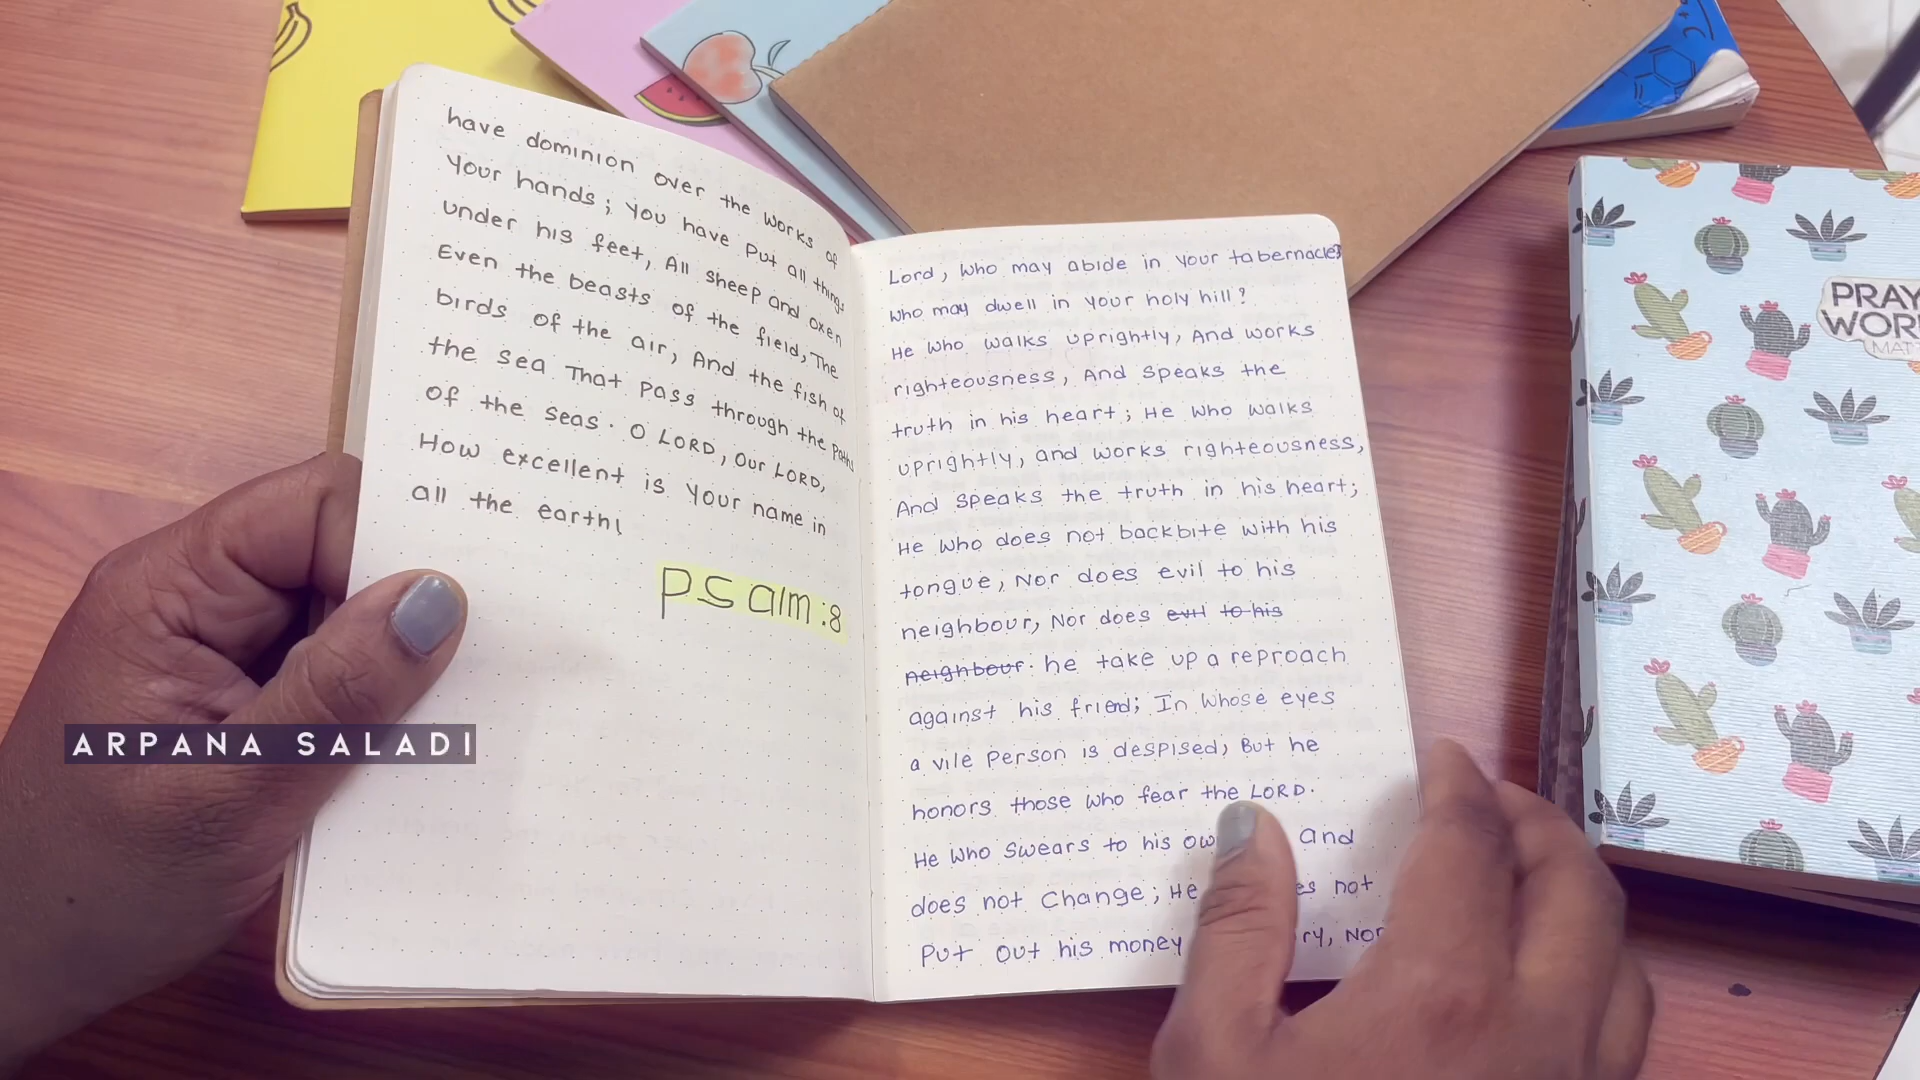 have dominion over the works of
Your hands; You have put all things
under his feet, All sheep and oxen
Even the beasts of the field, The
birds of the air, And the fish of
the sea That pass through the paths
of the seas. O LORD, Our LORD,
How excellent is Your name in
all the earth!
Psalm:8
Lord, Who may abide in your tabernacle?
Who may dwell in your holy hill?
He who walks uprightly, And works
righteousness, And speaks the
truth in his heart; He who walks
uprightly, and works righteousness,
And speaks the truth in his heart;
He who does not backbite with his
tongue, Nor does evil to his
neighbour, Nor does evil to his
neighbour. he take up a reproach
against his friend; In whose eyes
a vile person is despised, But he
honors those who fear the LORD.
He who swears to his and
does not change; He not
Put out his money Nor
PRAY
MAT
ARPANA SALADI